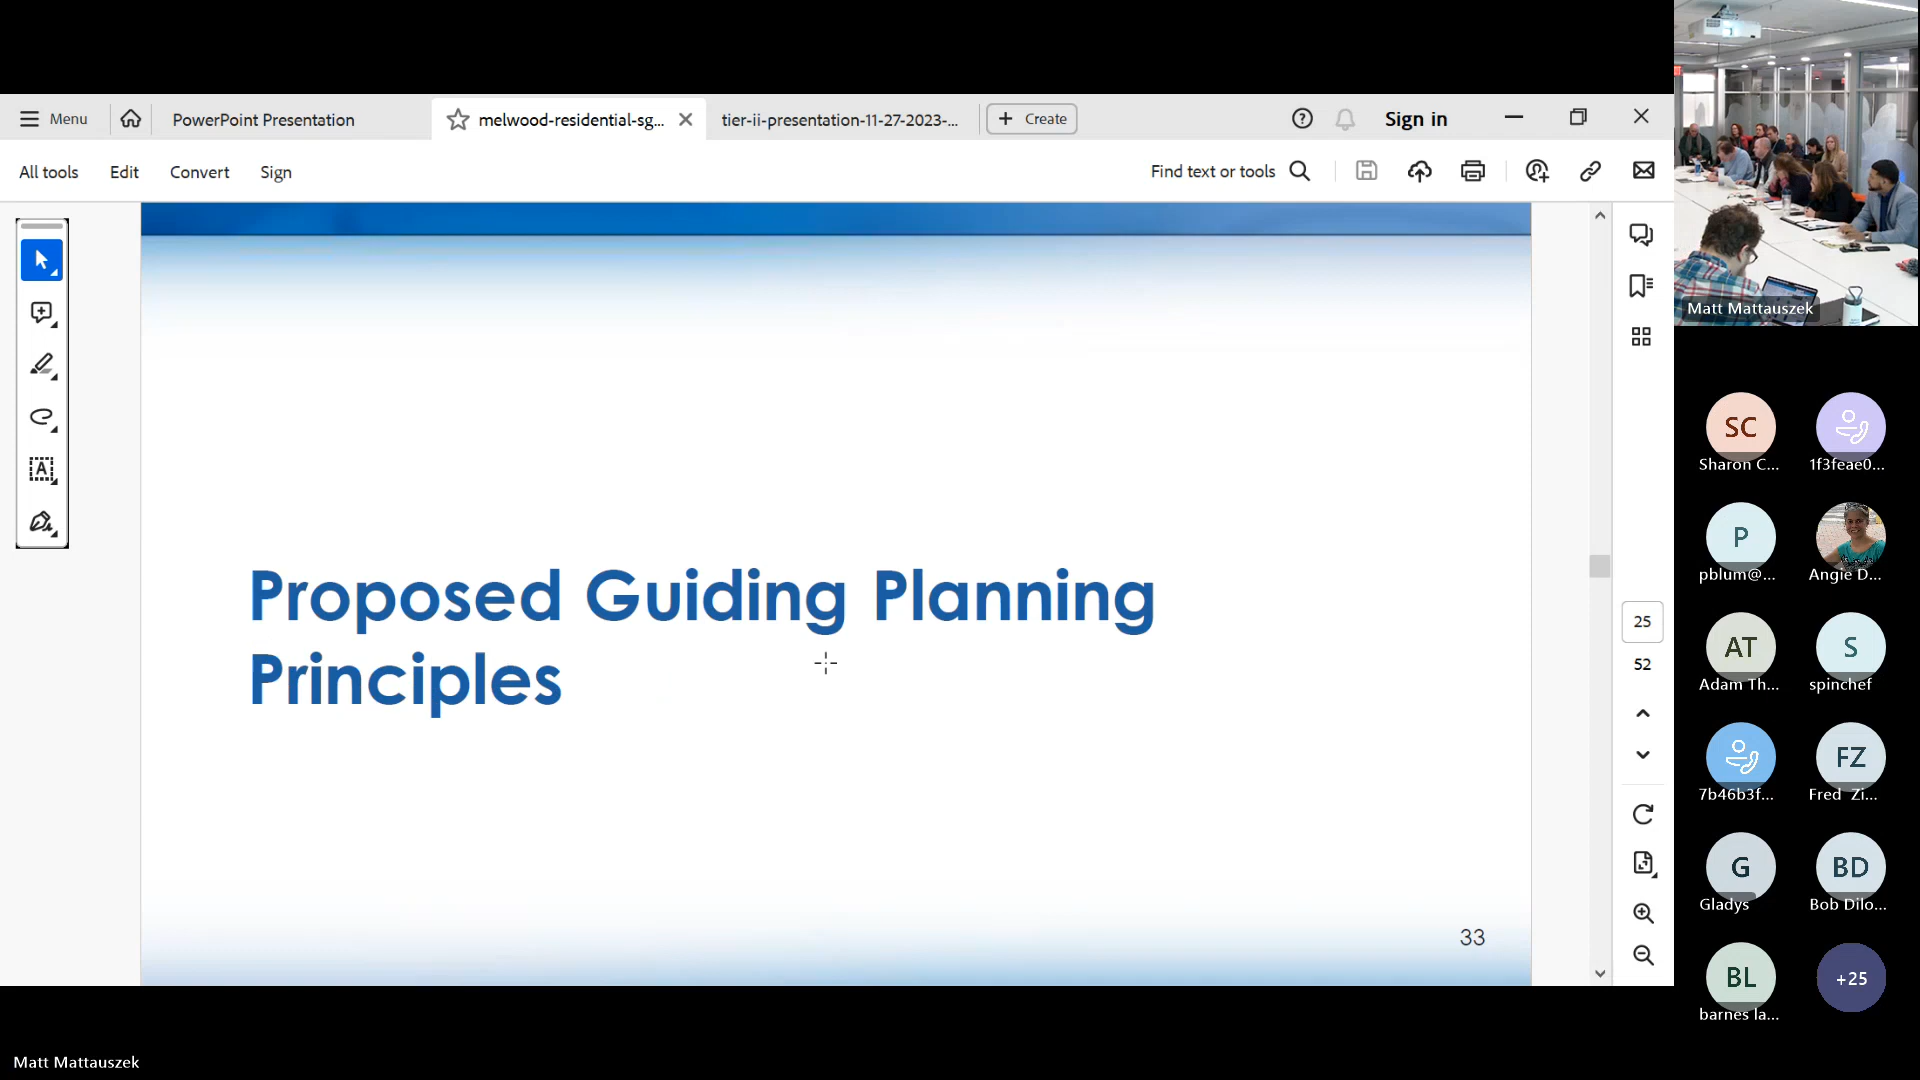 Menu
PowerPoint Presentation
melwood-residential-sg...
tier-ii-presentation-11-27-2023-...
+ Create
Sign in
All tools
Edit
Convert
Sign
Find text or tools
Proposed Guiding Planning
Principles
33
25
52
Matt Mattauszek
SC
Sharon C...
1f3feae0...
P
pblum@...
Angie D...
AT
Adam Th...
S
spinchef
7b46b3f...
FZ
Fred Zi...
G
Gladys
BD
Bob Dilo...
BL
barnes la...
+25
Matt Mattauszek